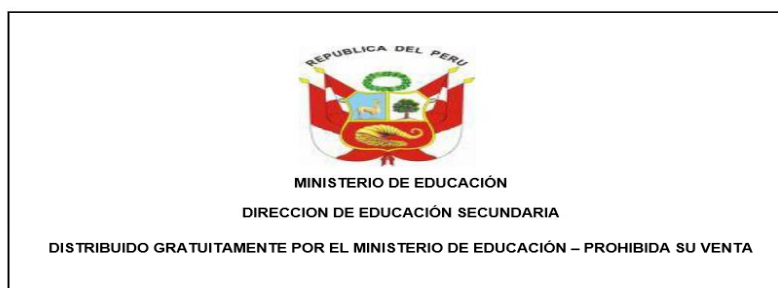 REPUBLICA DEL PERU
MINISTERIO DE EDUCACIÓN
DIRECCION DE EDUCACIÓN SECUNDARIA
DISTRIBUIDO GRATUITAMENTE POR EL MINISTERIO DE EDUCACIÓN – PROHIBIDA SU VENTA